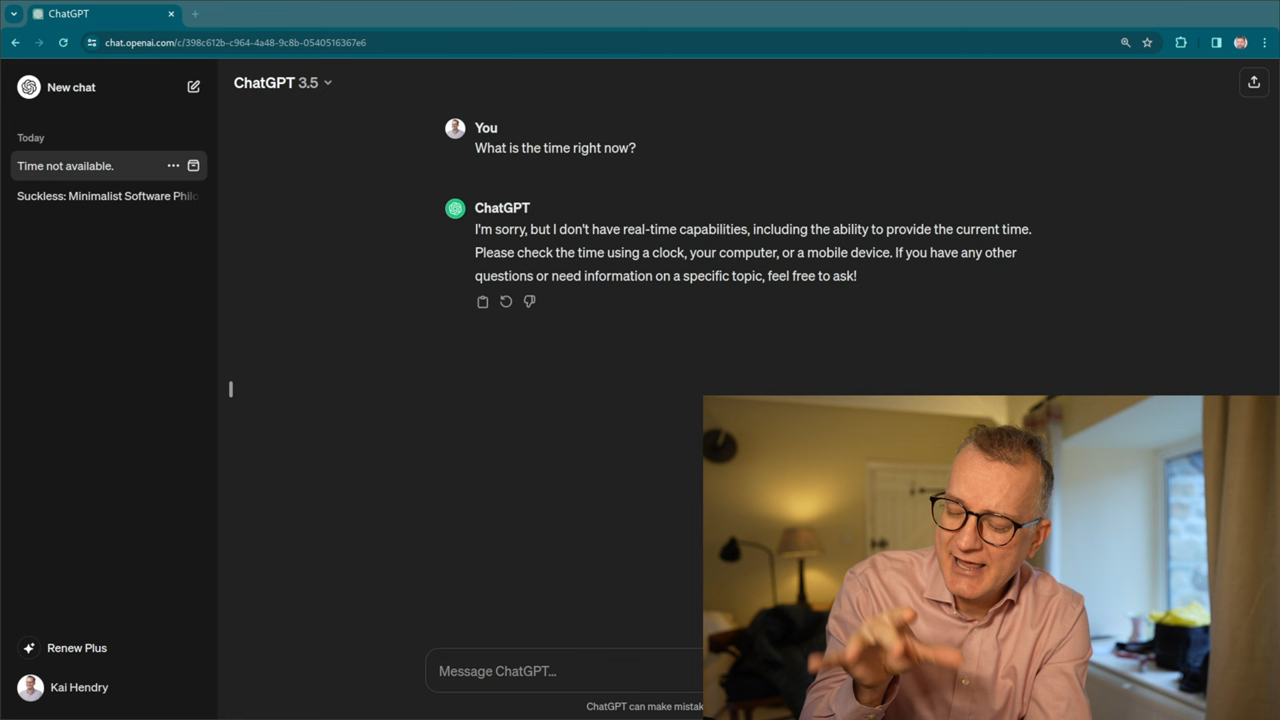 ChatGPT
chat.openai.com/c/398c612b-c964-4a48-9c8b-0540516367e6
New chat
Today
Time not available.
Suckless: Minimalist Software Philo
Renew Plus
Kai Hendry
ChatGPT 3.5
You
What is the time right now?
ChatGPT
I'm sorry, but I don't have real-time capabilities, including the ability to provide the current time.
Please check the time using a clock, your computer, or a mobile device. If you have any other
questions or need information on a specific topic, feel free to ask!
Message ChatGPT...
ChatGPT can make mistak